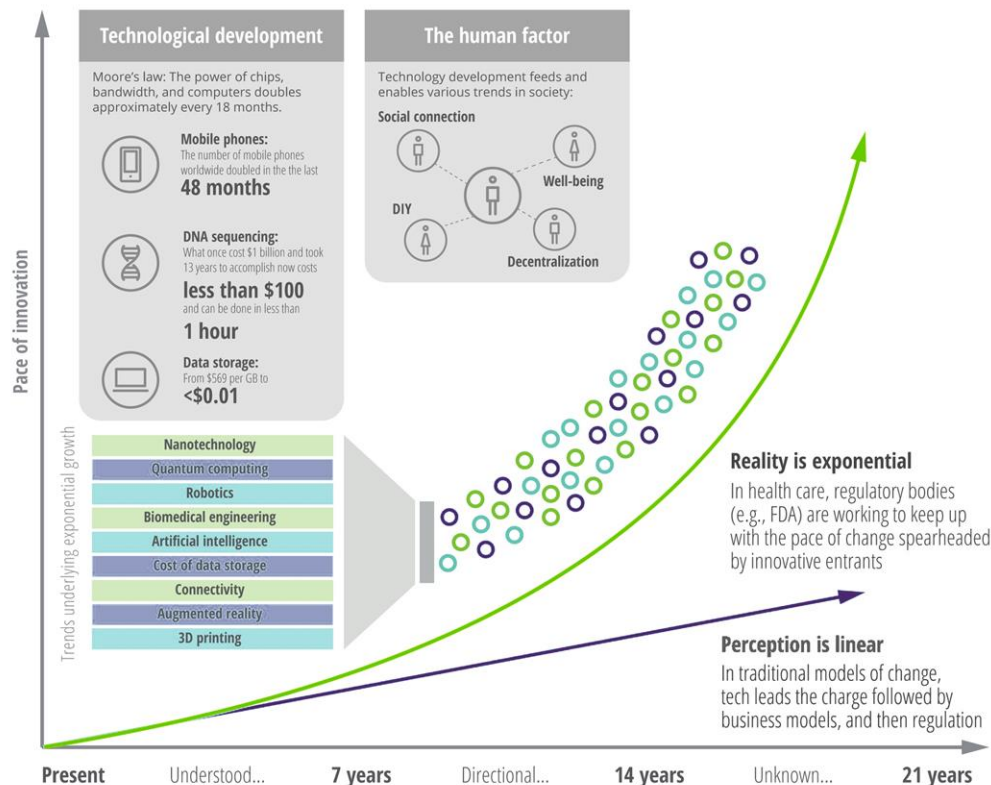 Technological development
Moore's law: The power of chips,
bandwidth, and computers doubles
approximately every 18 months.
Mobile phones:
The number of mobile phones
worldwide doubled in the the last
48 months
DNA sequencing:
What once cost $1 billion and took
13 years to accomplish now costs
less than $100
and can be done in less than
1 hour
Data storage:
From $569 per GB to
<$0.01
The human factor
Technology development feeds and
enables various trends in society:
Social connection
Well-being
DIY
Decentralization
Pace of innovation
Trends underlying exponential growth
Nanotechnology
Quantum computing
Robotics
Biomedical engineering
Artificial intelligence
Cost of data storage
Connectivity
Augmented reality
3D printing
Reality is exponential
In health care, regulatory bodies
(e.g., FDA) are working to keep up
with the pace of change spearheaded
by innovative entrants
Perception is linear
In traditional models of change,
tech leads the charge followed by
business models, and then regulation
Present Understood... 7 years Directional... 14 years Unknown... 21 years